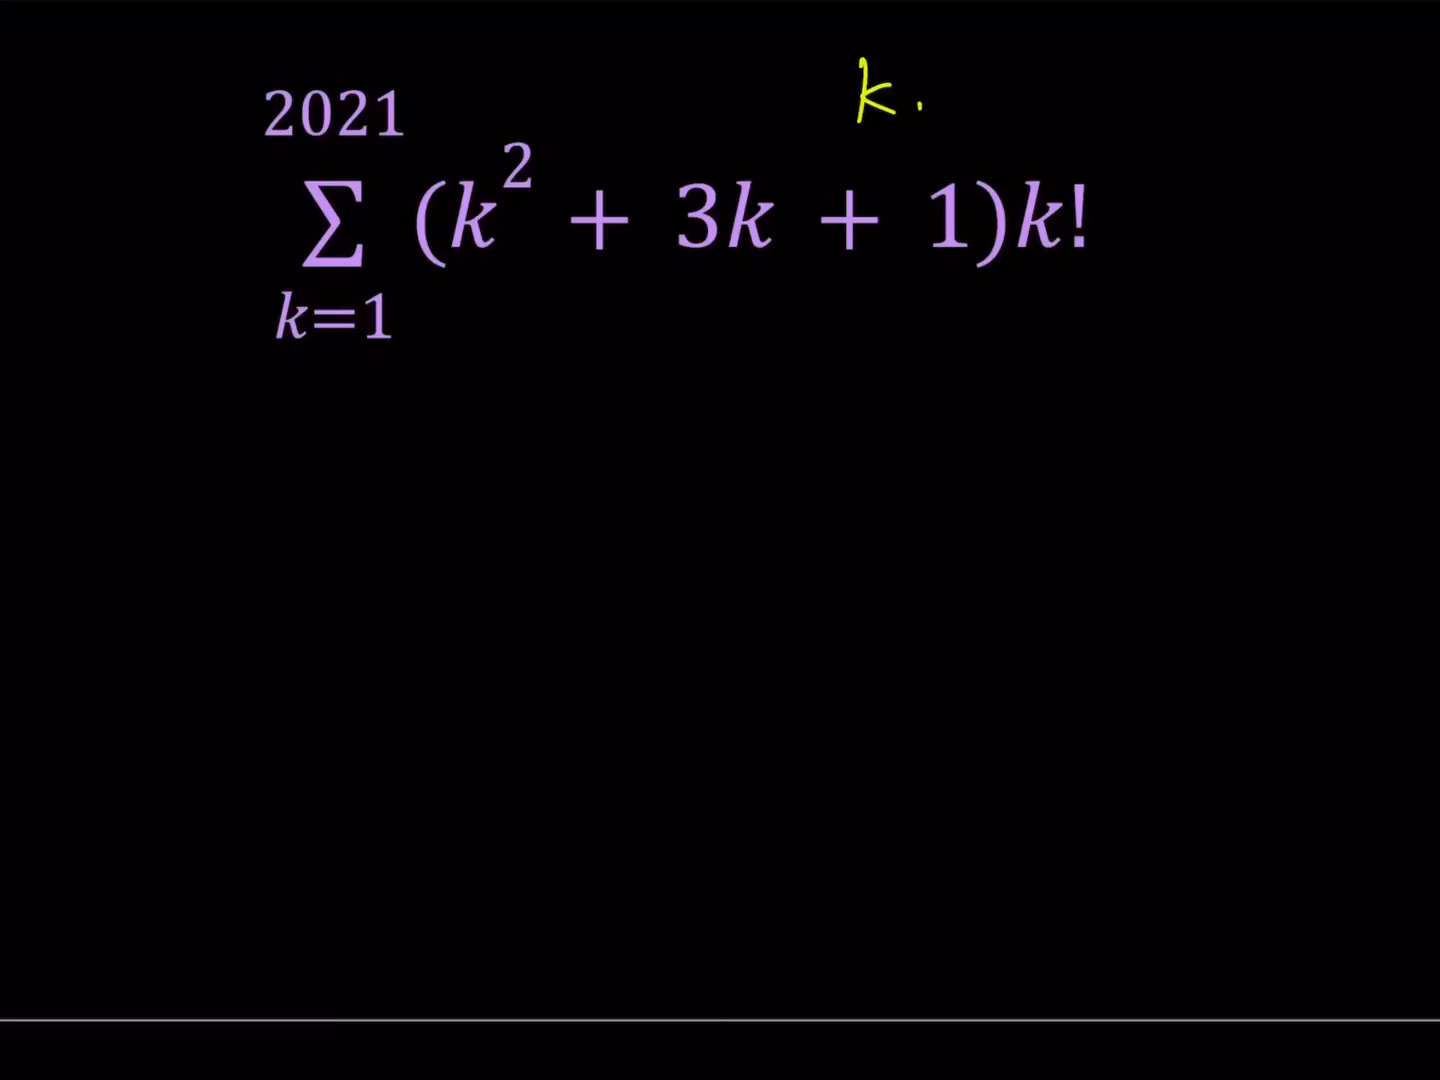 k.
2021
∑ (k² + 3k + 1)k!
k=1